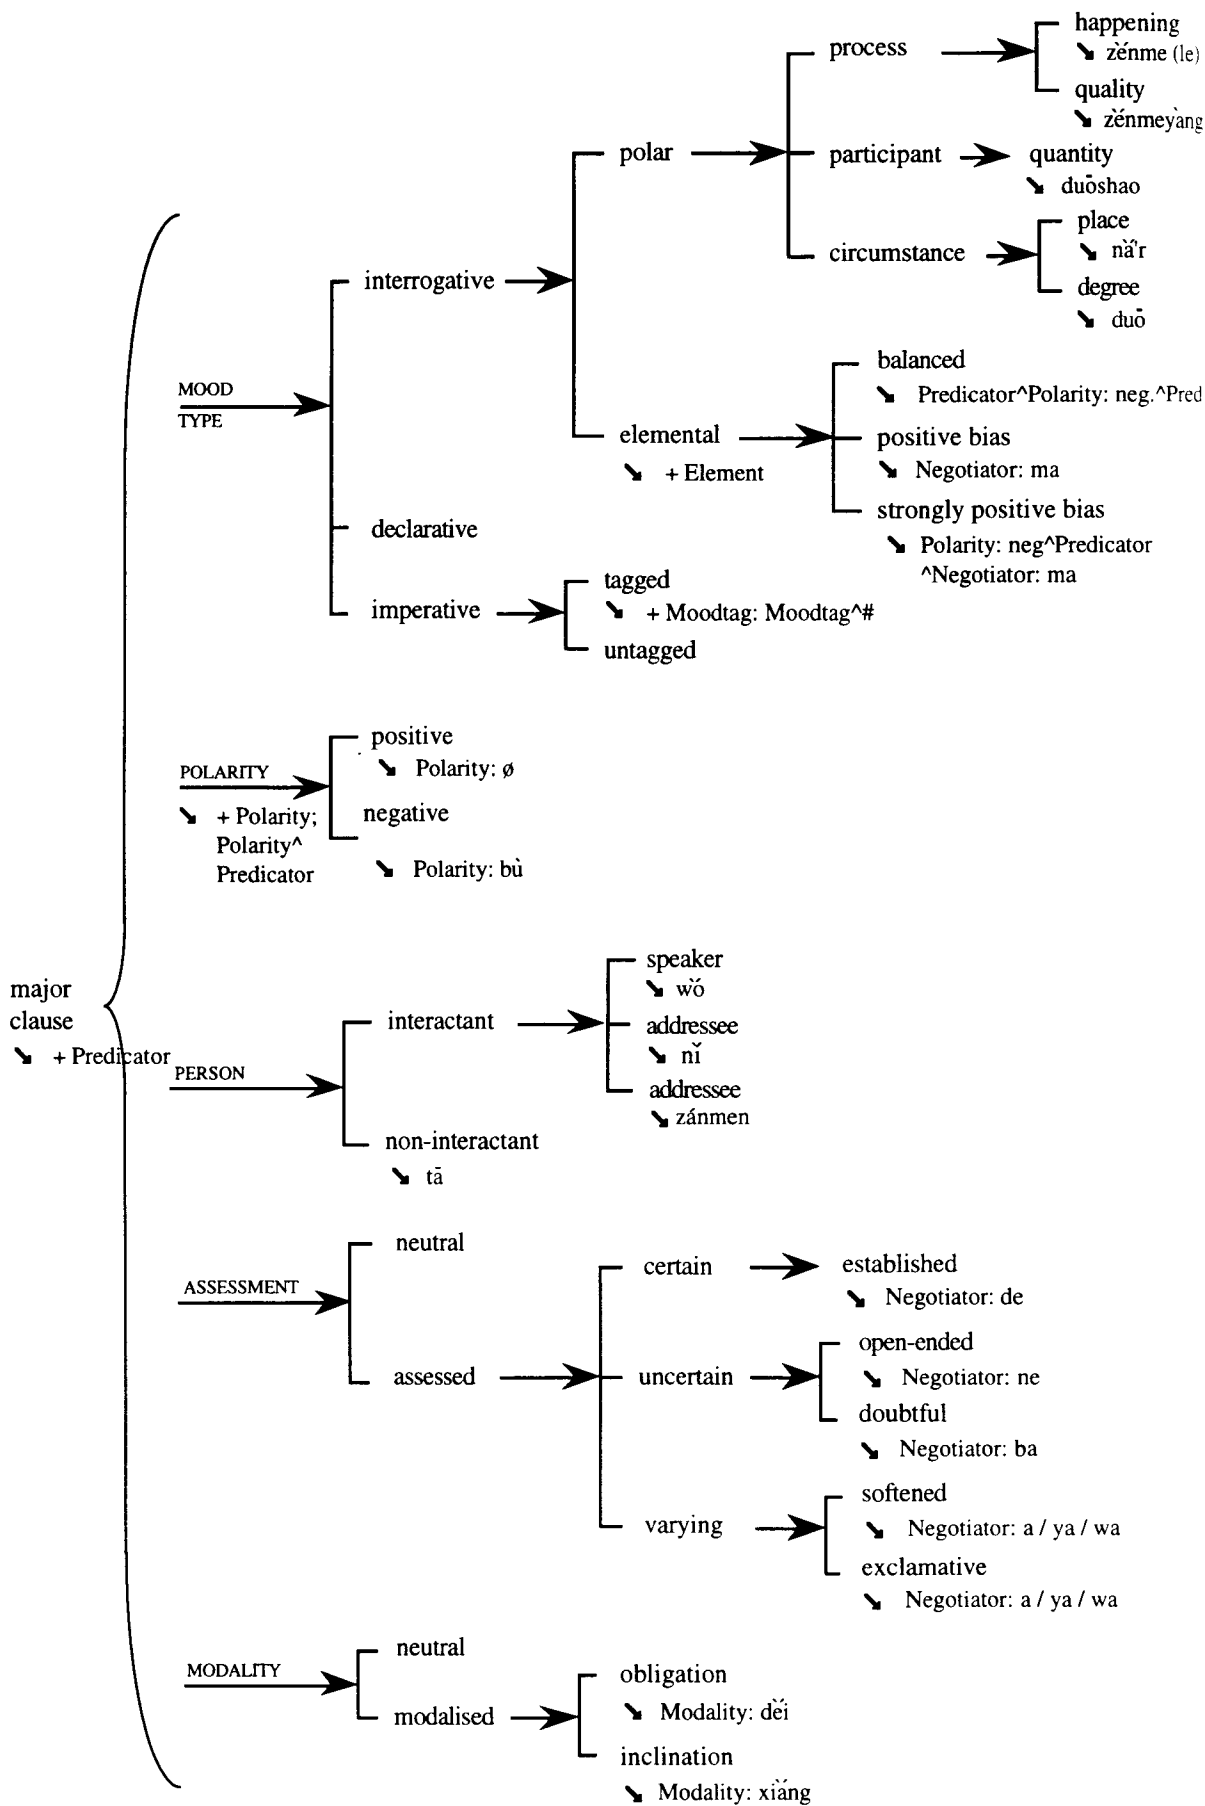 happening
zěnme (le)
process
quality
zěnmeyàng
polar
participant
quantity
duōshao
place
circumstance
nǎ'r
degree
duō
interrogative
balanced
Predicator^Polarity: neg.^Pred
MOOD
TYPE
elemental
+ Element
positive bias
Negotiator: ma
strongly positive bias
Polarity: neg^Predicator
^Negotiator: ma
declarative
imperative
tagged
+ Moodtag: Moodtag^#
untagged
positive
Polarity: ø
POLARITY
+ Polarity;
Polarity^
Predicator
negative
Polarity: bù
major
clause
+ Predicator
speaker
wǒ
interactant
addressee
nǐ
PERSON
addressee
zánmen
non-interactant
tā
neutral
certain
established
Negotiator: de
ASSESSMENT
open-ended
Negotiator: ne
assessed
uncertain
doubtful
Negotiator: ba
softened
Negotiator: a / ya / wa
varying
exclamative
Negotiator: a / ya / wa
neutral
MODALITY
obligation
Modality: děi
modalised
inclination
Modality: xiǎng